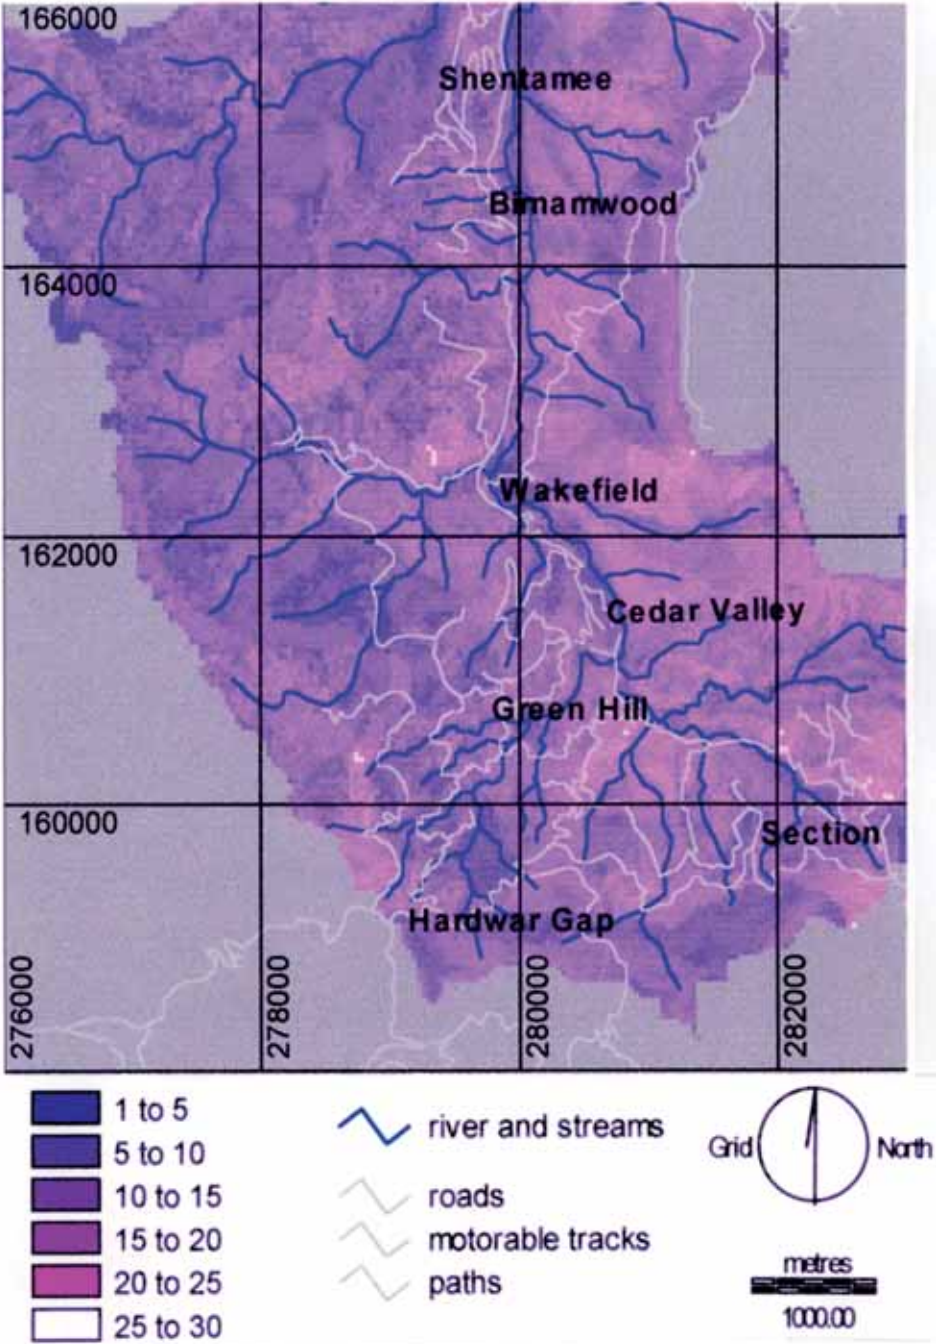 166000
Shentamee
Birnamwood
164000
Wakefield
162000
Cedar Valley
Green Hill
160000
Section
Hardwar Gap
276000
278000
280000
282000
1 to 5
5 to 10
10 to 15
15 to 20
20 to 25
25 to 30
river and streams
roads
motorable tracks
paths
Grid North
metres
1000.00